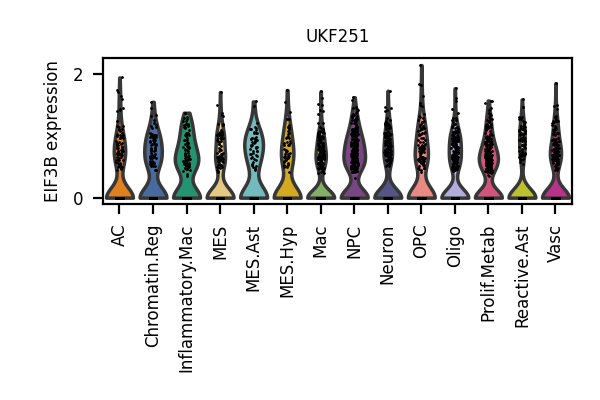 UKF251
EIF3B expression
2
0
AC
Chromatin.Reg
Inflammatory.Mac
MES
MES.Ast
MES.Hyp
Mac
NPC
Neuron
OPC
Oligo
Prolif.Metab
Reactive.Ast
Vasc